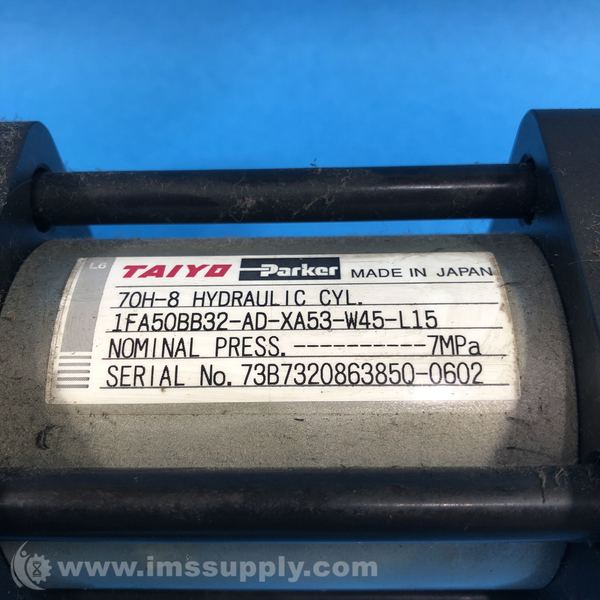 L6 TAIYO Parker MADE IN JAPAN
70H-8 HYDRAULIC CYL.
1FA50BB32-AD-XA53-W45-L15
NOMINAL PRESS.-----------7MPa
SERIAL No. 73B732086385Q-0602
www.imssupply.com